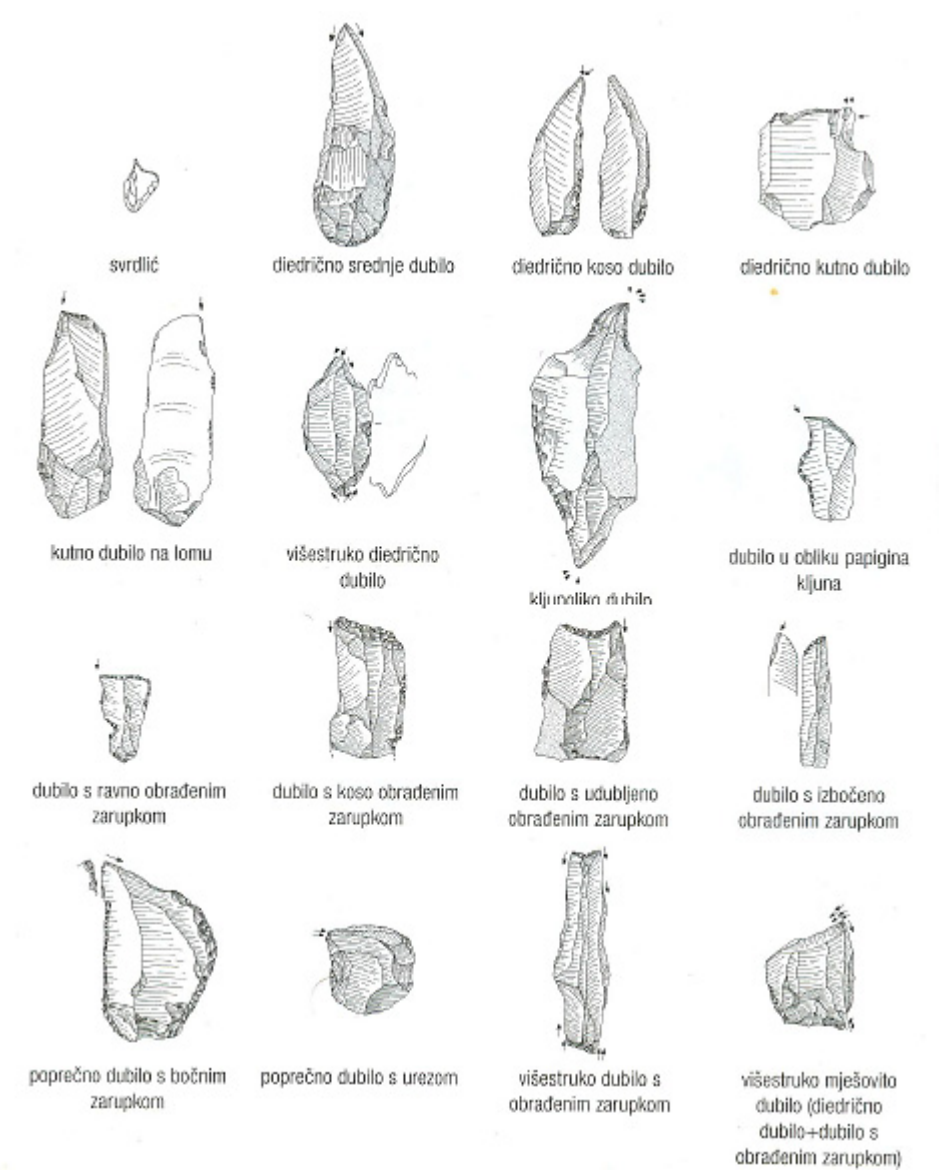 svrdlić
diedrično srednje dubilo
diedrično koso dubilo
diedrično kutno dubilo
kutno dubilo na lomu
višestruko diedrično
dubilo
kljunoliko dubilo
dubilo u obliku papigina
kljuna
dubilo s ravno obrađenim
zarupkom
dubilo s koso obrađenim
zarupkom
dubilo s udubljeno
obrađenim zarupkom
dubilo s izbočeno
obrađenim zarupkom
poprečno dubilo s bočnim
zarupkom
poprečno dubilo s urezom
višestruko dubilo s
obrađenim zarupkom
višestruko mješovito
dubilo (diedrično
dubilo+dubilo s
obrađenim zarupkom)